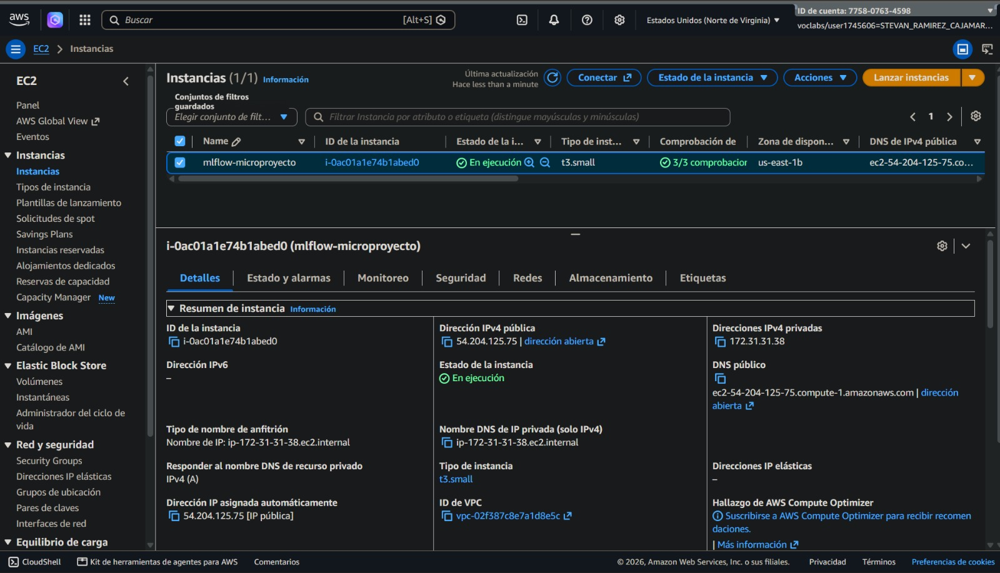 aws
Buscar
[Alt+S]
Estados Unidos (Norte de Virginia)
ID de cuenta: 7758-0763-4598
voclabs/user1745606=STEVAN_RAMIREZ_CAJAMAR...
EC2
Instancias
EC2
Panel
AWS Global View
Eventos
Instancias
Instancias
Tipos de instancia
Plantillas de lanzamiento
Solicitudes de spot
Savings Plans
Instancias reservadas
Alojamientos dedicados
Reservas de capacidad
Capacity Manager New
Imágenes
AMI
Catálogo de AMI
Elastic Block Store
Volúmenes
Instantáneas
Administrador del ciclo de
vida
Red y seguridad
Security Groups
Direcciones IP elásticas
Grupos de ubicación
Pares de claves
Interfaces de red
Equilibrio de carga
Instancias (1/1) Información
Última actualización
Hace less than a minute
Conectar
Estado de la instancia
Acciones
Lanzar instancias
Conjuntos de filtros
guardados
Elegir conjunto de filt...
Filtrar Instancia por atributo o etiqueta (distingue mayúsculas y minúsculas)
1
Name ID de la instancia Estado de la i... Tipo de inst... Comprobación de Zona de dispon... DNS de IPv4 pública
mlflow-microproyecto i-0ac01a1e74b1abed0 En ejecución t3.small 3/3 comprobacior us-east-1b ec2-54-204-125-75.co...
i-0ac01a1e74b1abed0 (mlflow-microproyecto)
Detalles Estado y alarmas Monitoreo Seguridad Redes Almacenamiento Etiquetas
Resumen de instancia Información
ID de la instancia
i-0ac01a1e74b1abed0
Dirección IPv4 pública
54.204.125.75 | dirección abierta
Direcciones IPv4 privadas
172.31.31.38
Dirección IPv6
–
Estado de la instancia
En ejecución
DNS público
ec2-54-204-125-75.compute-1.amazonaws.com | dirección
abierta
Tipo de nombre de anfitrión
Nombre de IP: ip-172-31-31-38.ec2.internal
Nombre DNS de IP privada (solo IPv4)
ip-172-31-31-38.ec2.internal
Responder al nombre DNS de recurso privado
IPv4 (A)
Tipo de instancia
t3.small
Direcciones IP elásticas
–
Dirección IP asignada automáticamente
54.204.125.75 [IP pública]
ID de VPC
vpc-02f387c8e7a1d8e5c
Hallazgo de AWS Compute Optimizer
Suscribirse a AWS Compute Optimizer para recibir recomen
daciones.
| Más información
CloudShell
Kit de herramientas de agentes para AWS
Comentarios
© 2026, Amazon Web Services, Inc. o sus filiales.
Privacidad
Términos
Preferencias de cookies